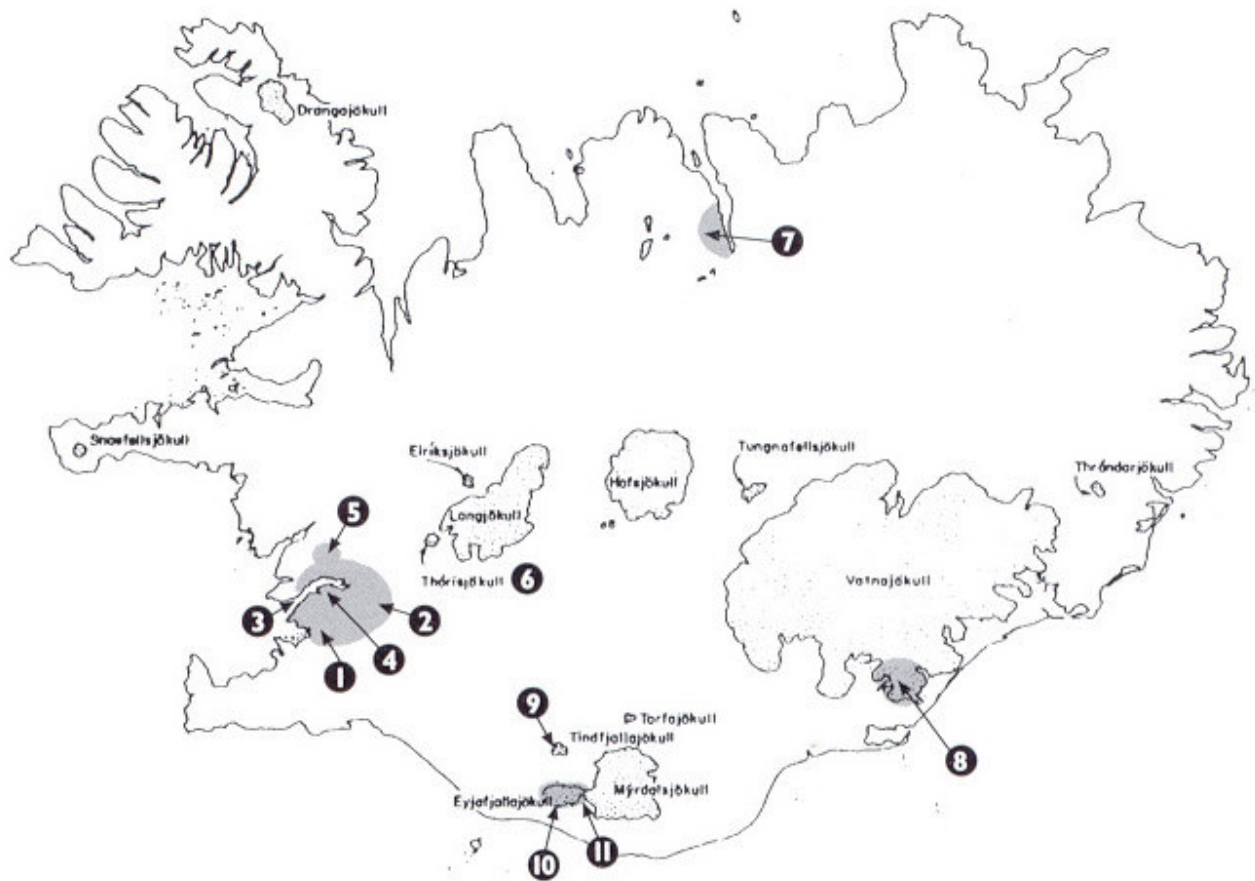 Drangajökull
7
Snaefellsjökull
Eiríksjökull
Hofsjökull
Tungnafellsjökull
Thrándarjökull
Langjökull
5
Thórisjökull
6
Vatnajökull
3
2
4
1
9
Torfajökull
Tindfjallajökull
8
Eyjafjallajökull
Mýrdalsjökull
10
11